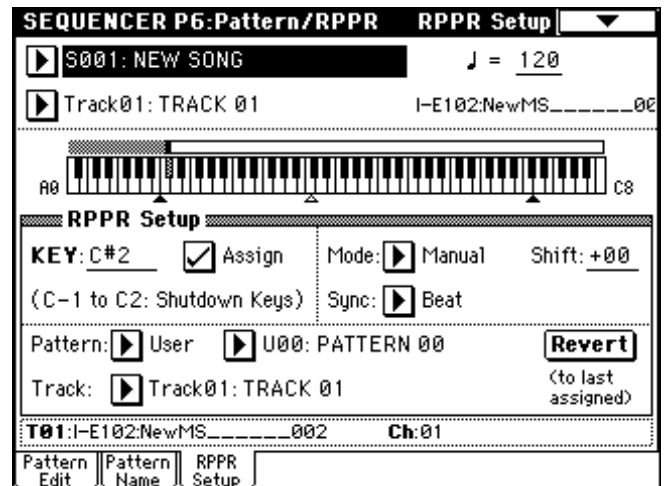 SEQUENCER P6:Pattern/RPPR RPPR Setup
S001: NEW SONG ♩ = 120
Track01: TRACK 01 I-E102:NewMS______00
A0 C8
RPPR Setup
KEY: C#2 Assign Mode: Manual Shift: +00
(C-1 to C2: Shutdown Keys) Sync: Beat
Pattern: User U00: PATTERN 00 Revert
Track: Track01: TRACK 01 (to last
assigned)
T01:I-E102:NewMS______002 Ch:01
Pattern Pattern RPPR
Edit Name Setup